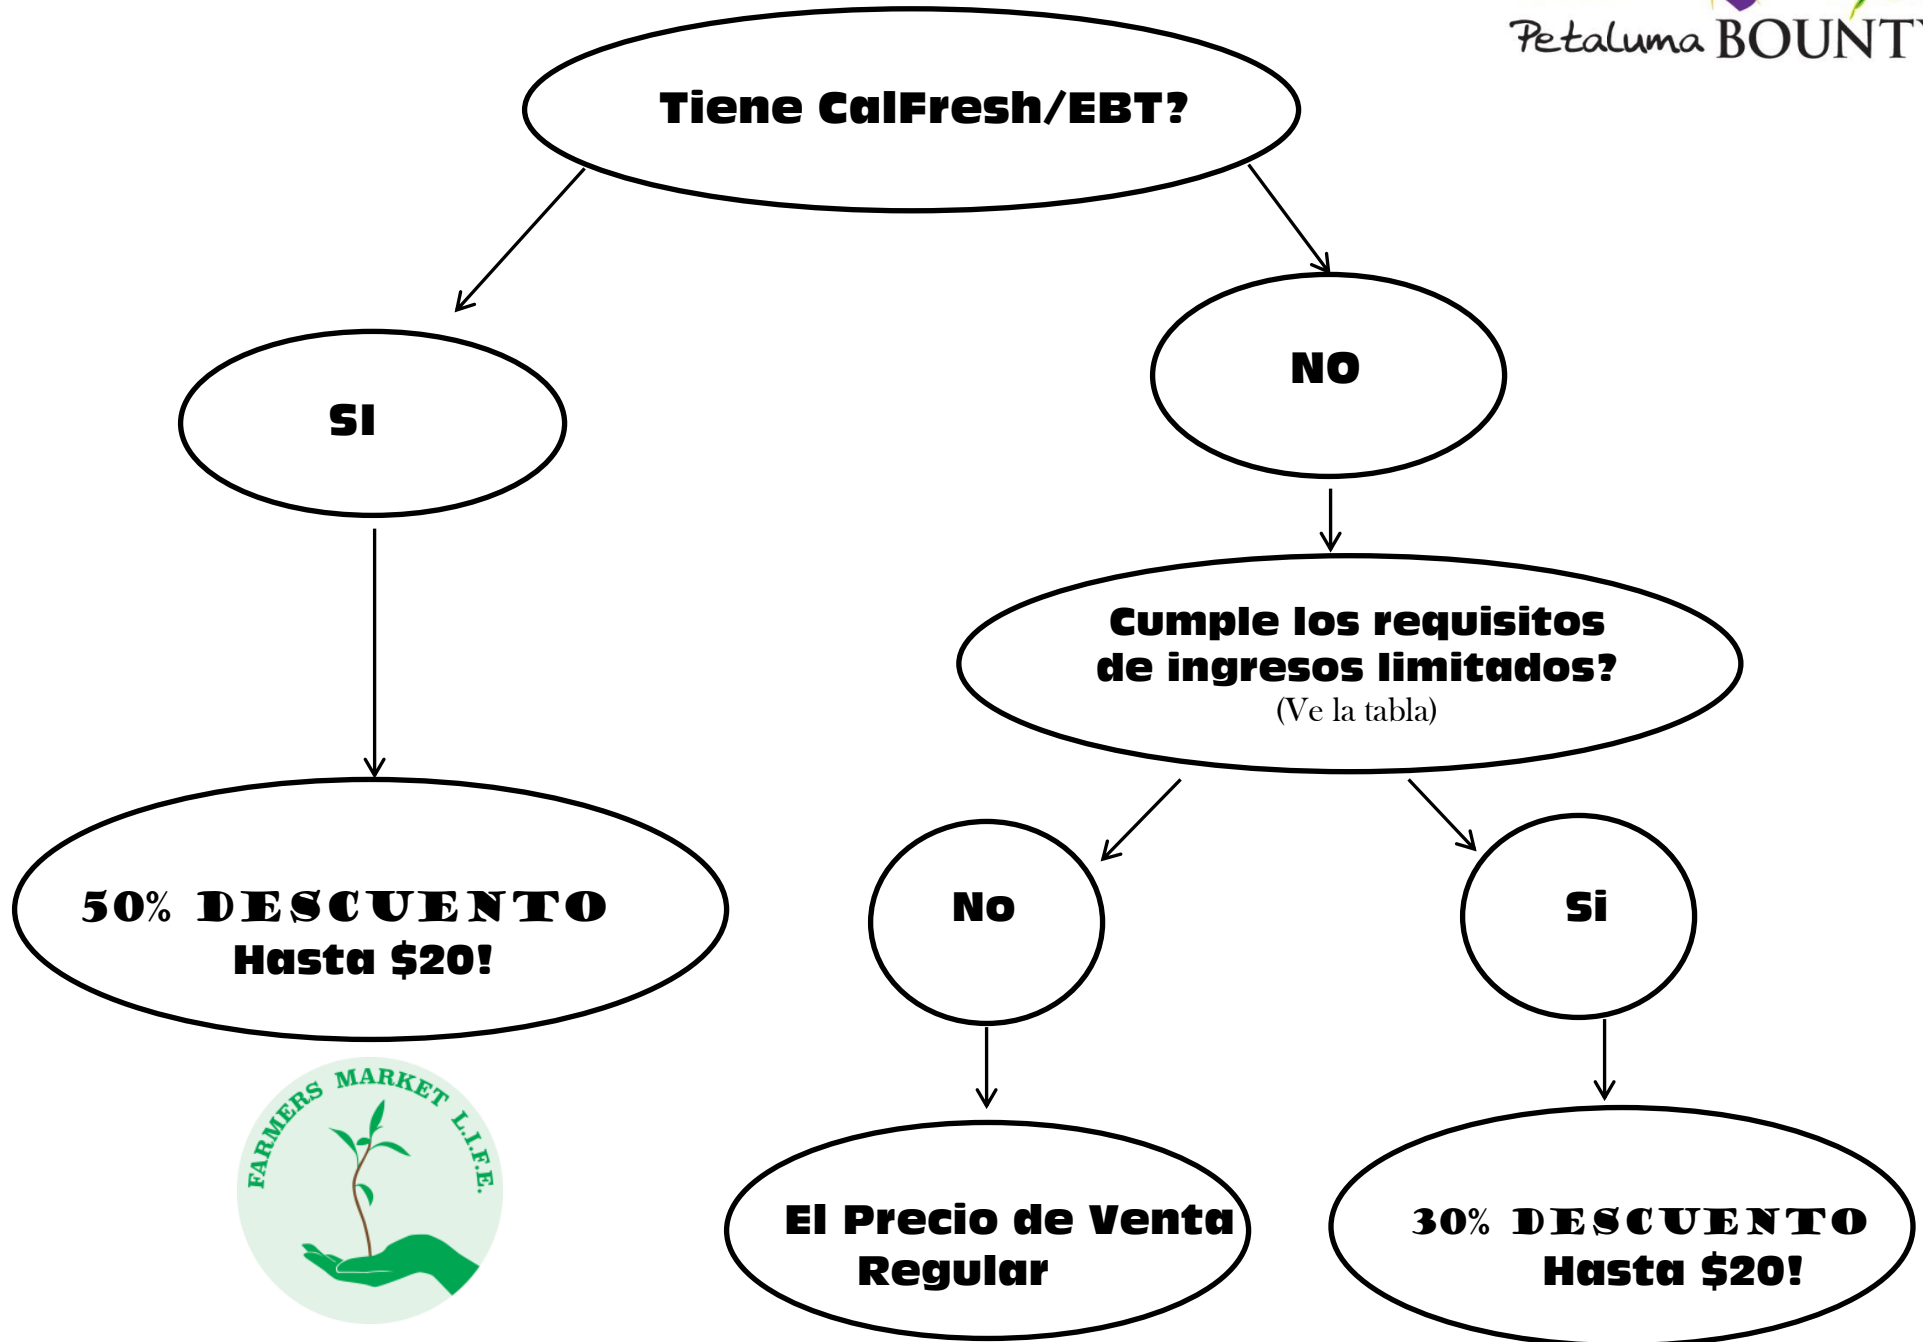 Petaluma BOUNTY
Tiene CalFresh/EBT?
SI
NO
Cumple los requisitos
de ingresos limitados?
(Ve la tabla)
No
Si
50% DESCUENTO
Hasta $20!
FARMERS MARKET L.I.F.E.
El Precio de Venta
Regular
30% DESCUENTO
Hasta $20!